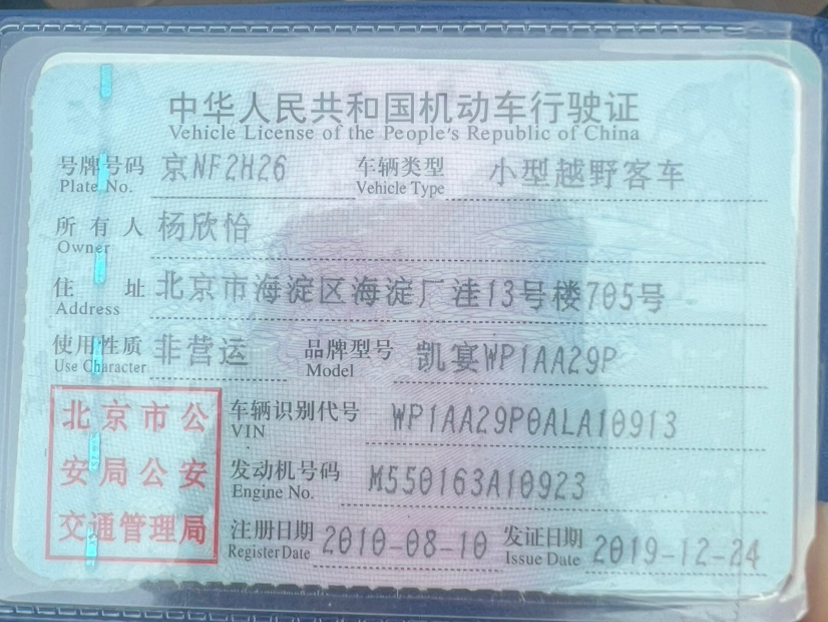 中华人民共和国机动车行驶证
Vehicle License of the People's Republic of China
号牌号码 京NF2H26 车辆类型 小型越野客车
Plate No. Vehicle Type
所有人 杨欣怡
Owner
住址 北京市海淀区海淀厂洼13号楼705号
Address
使用性质 非营运 品牌型号 凯宴WP1AA29P
Use Character Model
车辆识别代号 WP1AA29P0ALA10913
VIN
发动机号码 M550163A10923
Engine No.
注册日期 2010-08-10 发证日期 2019-12-24
Register Date Issue Date
北京市公
安局公安
交通管理局